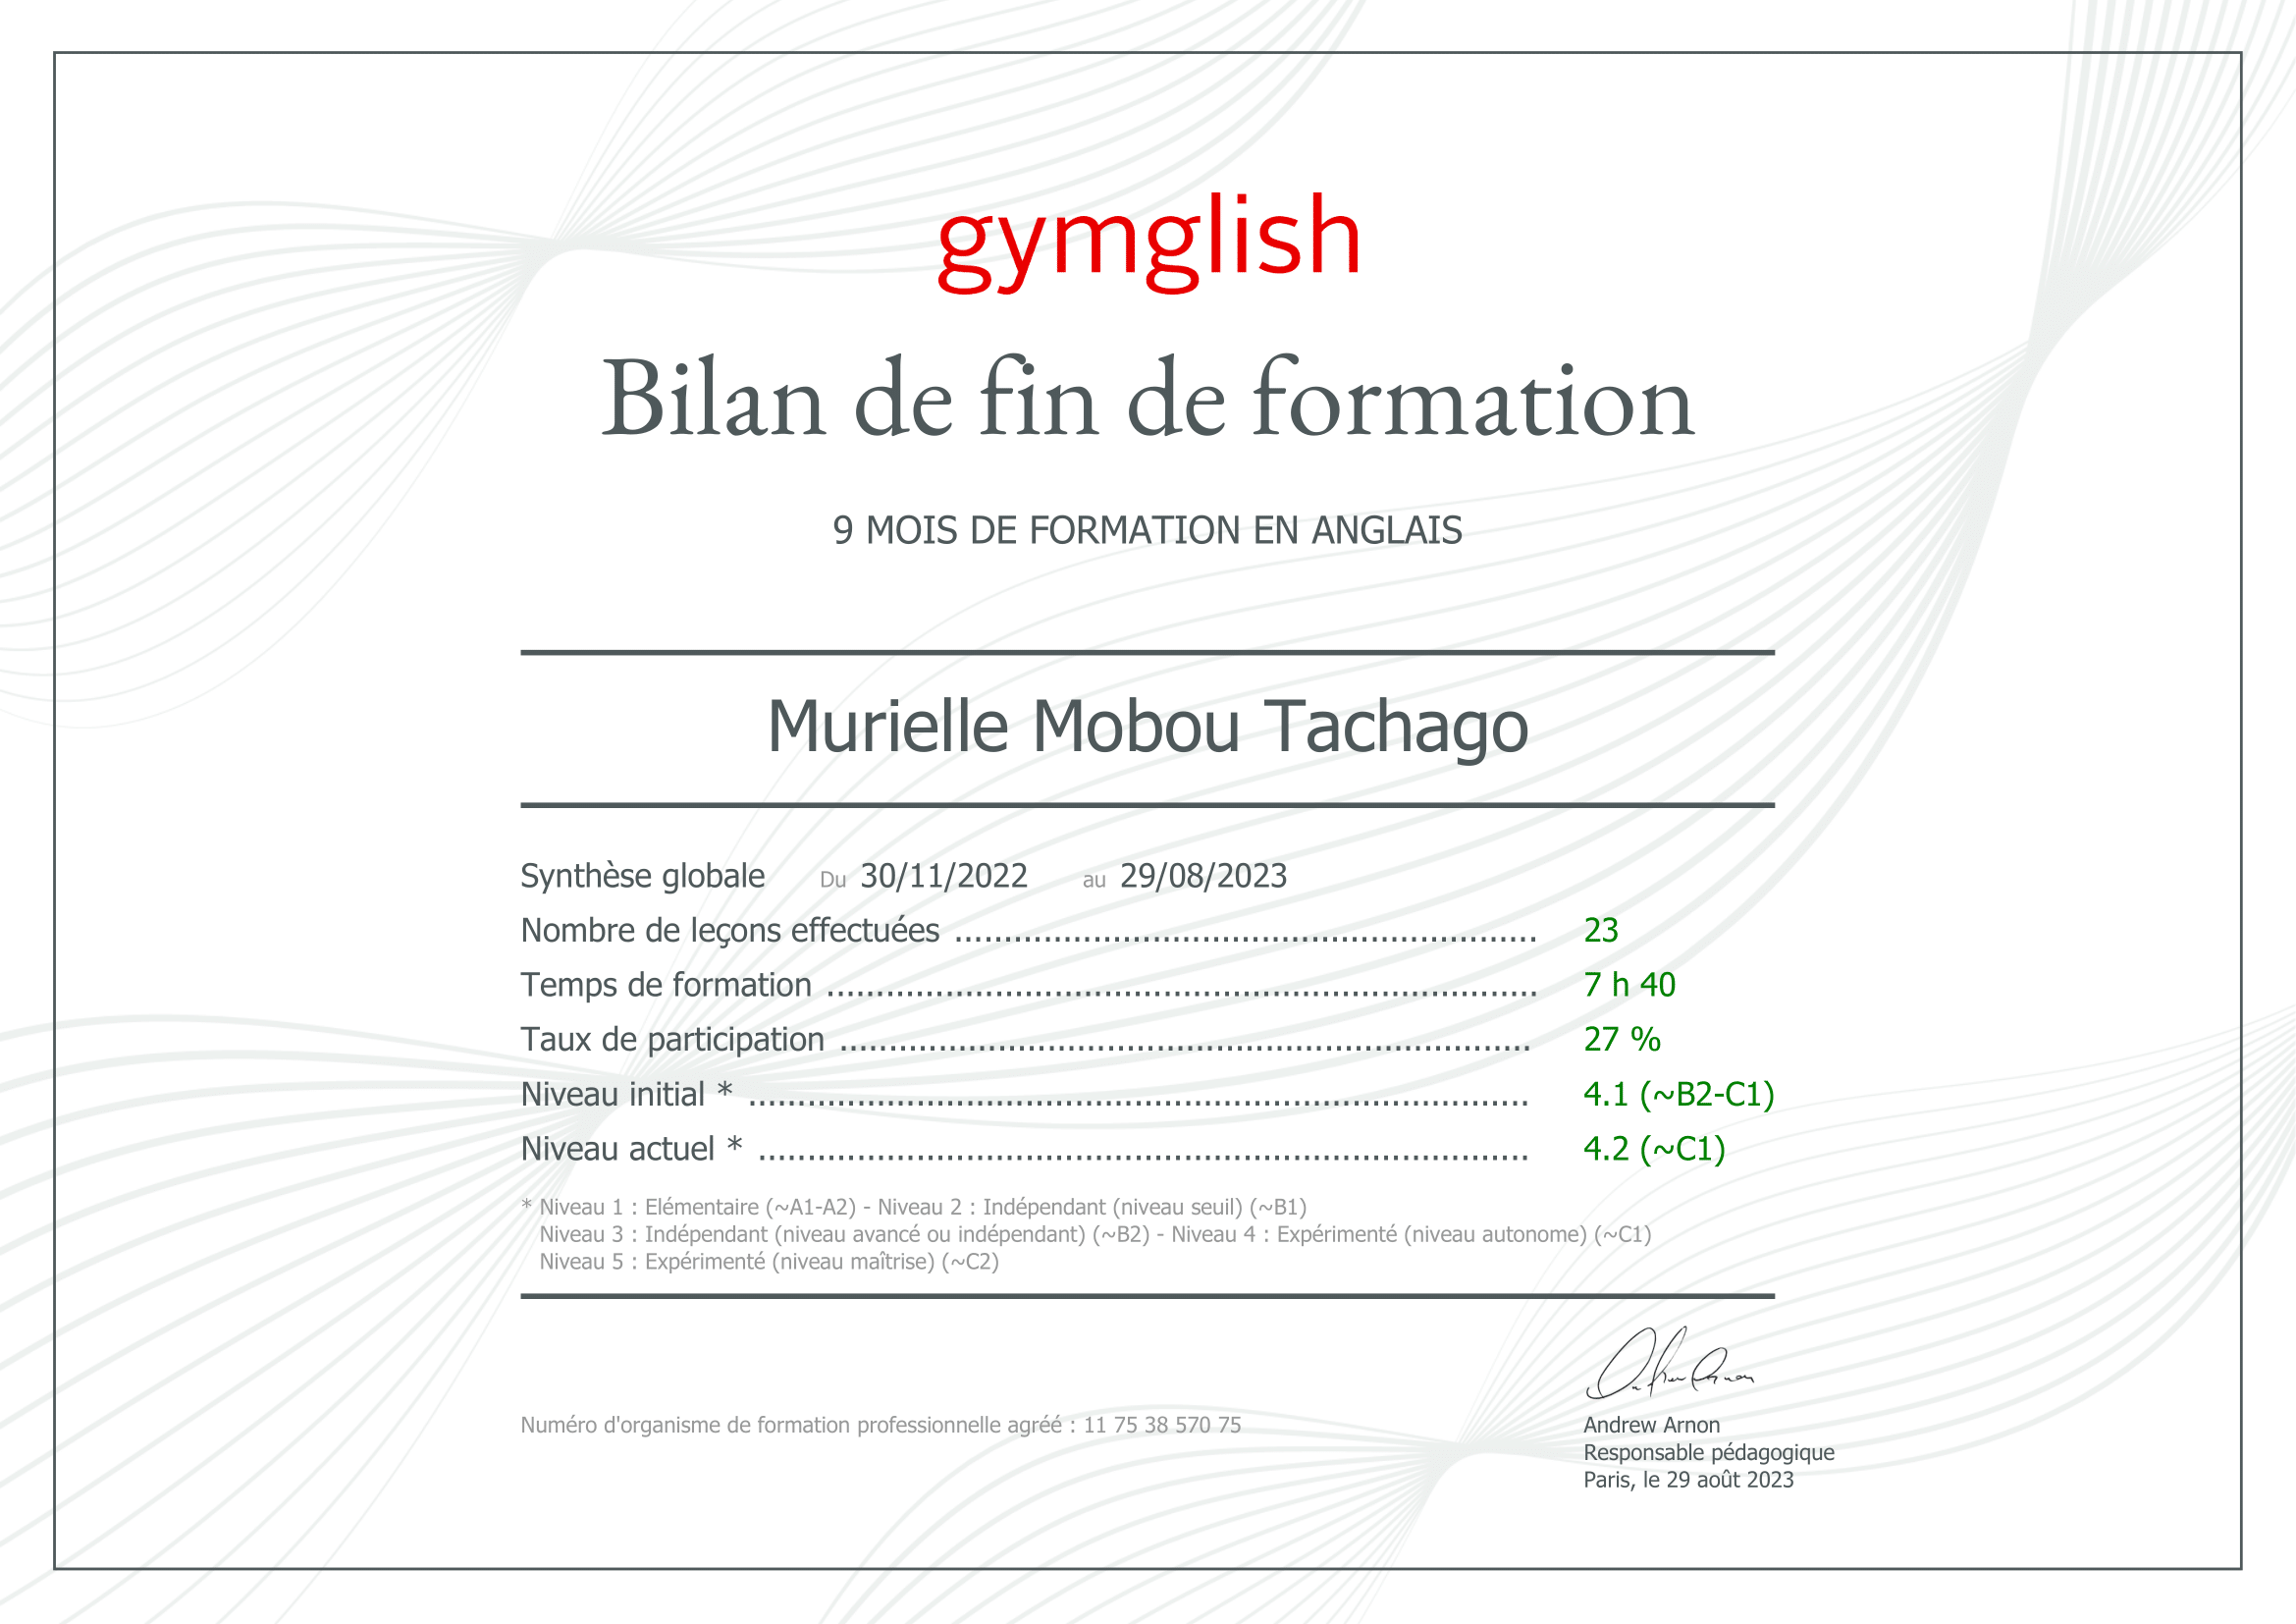 gymglish
Bilan de fin de formation
9 MOIS DE FORMATION EN ANGLAIS
Murielle Mobou Tachago
Synthèse globale Du 30/11/2022 au 29/08/2023
Nombre de leçons effectuées ........................................................... 23
Temps de formation ........................................................................ 7 h 40
Taux de participation ...................................................................... 27 %
Niveau initial * ............................................................................... 4.1 (~B2-C1)
Niveau actuel * .............................................................................. 4.2 (~C1)
* Niveau 1 : Elémentaire (~A1-A2) - Niveau 2 : Indépendant (niveau seuil) (~B1)
Niveau 3 : Indépendant (niveau avancé ou indépendant) (~B2) - Niveau 4 : Expérimenté (niveau autonome) (~C1)
Niveau 5 : Expérimenté (niveau maîtrise) (~C2)
Numéro d'organisme de formation professionnelle agréé : 11 75 38 570 75
Andrew Arnon
Responsable pédagogique
Paris, le 29 août 2023